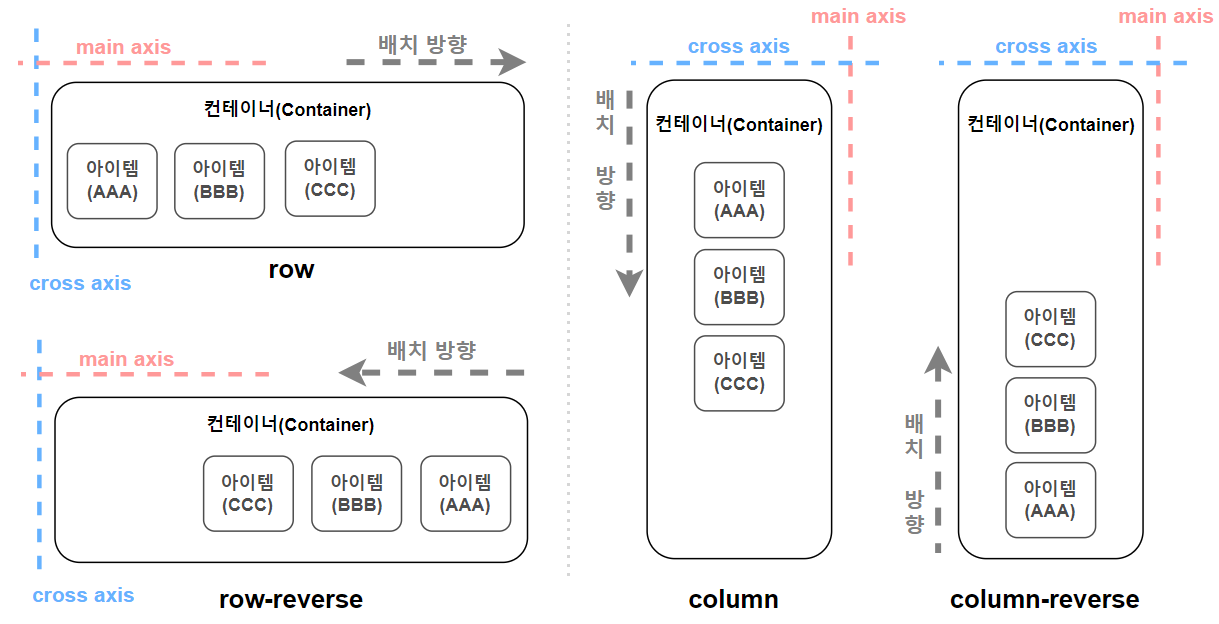 main axis
배치 방향
컨테이너(Container)
아이템
(AAA)
아이템
(BBB)
아이템
(CCC)
row
cross axis
main axis
배치 방향
컨테이너(Container)
아이템
(CCC)
아이템
(BBB)
아이템
(AAA)
cross axis
row-reverse
main axis
cross axis
배
치
방
향
컨테이너(Container)
아이템
(AAA)
아이템
(BBB)
아이템
(CCC)
column
main axis
cross axis
컨테이너(Container)
아이템
(CCC)
아이템
(BBB)
아이템
(AAA)
배
치
방
향
column-reverse